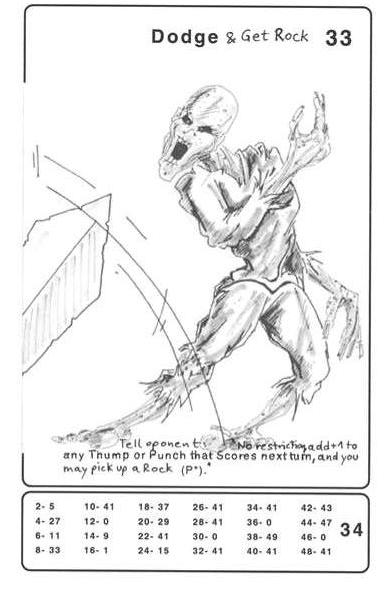 Dodge & Get Rock 33
Tell oponent: "No restriction, add +1 to
any Thump or Punch that Scores next turn, and you
may pick up a Rock (P*)."
2- 5 10- 41 18- 37 26- 41 34- 41 42- 43
4- 27 12- 0 20- 29 28- 41 36- 0 44- 47
6- 11 14- 9 22- 41 30- 0 38- 49 46- 0
8- 33 16- 1 24- 15 32- 41 40- 41 48- 41
34